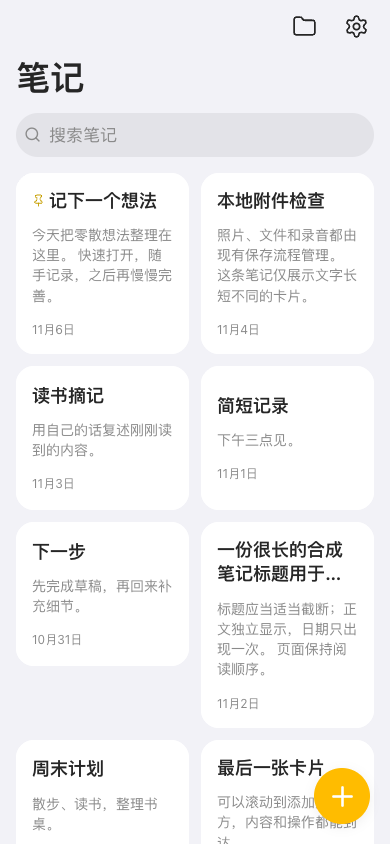 笔记
搜索笔记
记下一个想法
今天把零散想法整理在
这里。 快速打开，随
手记录，之后再慢慢完
善。
11月6日
本地附件检查
照片、文件和录音都由
现有保存流程管理。
这条笔记仅展示文字长
短不同的卡片。
11月4日
读书摘记
用自己的话复述刚刚读
到的内容。
11月3日
简短记录
下午三点见。
11月1日
下一步
先完成草稿，再回来补
充细节。
10月31日
一份很长的合成
笔记标题用于...
标题应当适当截断；正
文独立显示，日期只出
现一次。 页面保持阅
读顺序。
11月2日
周末计划
散步、读书，整理书
桌。
最后一张卡片
可以滚动到添加
方，内容和操作都能到
达